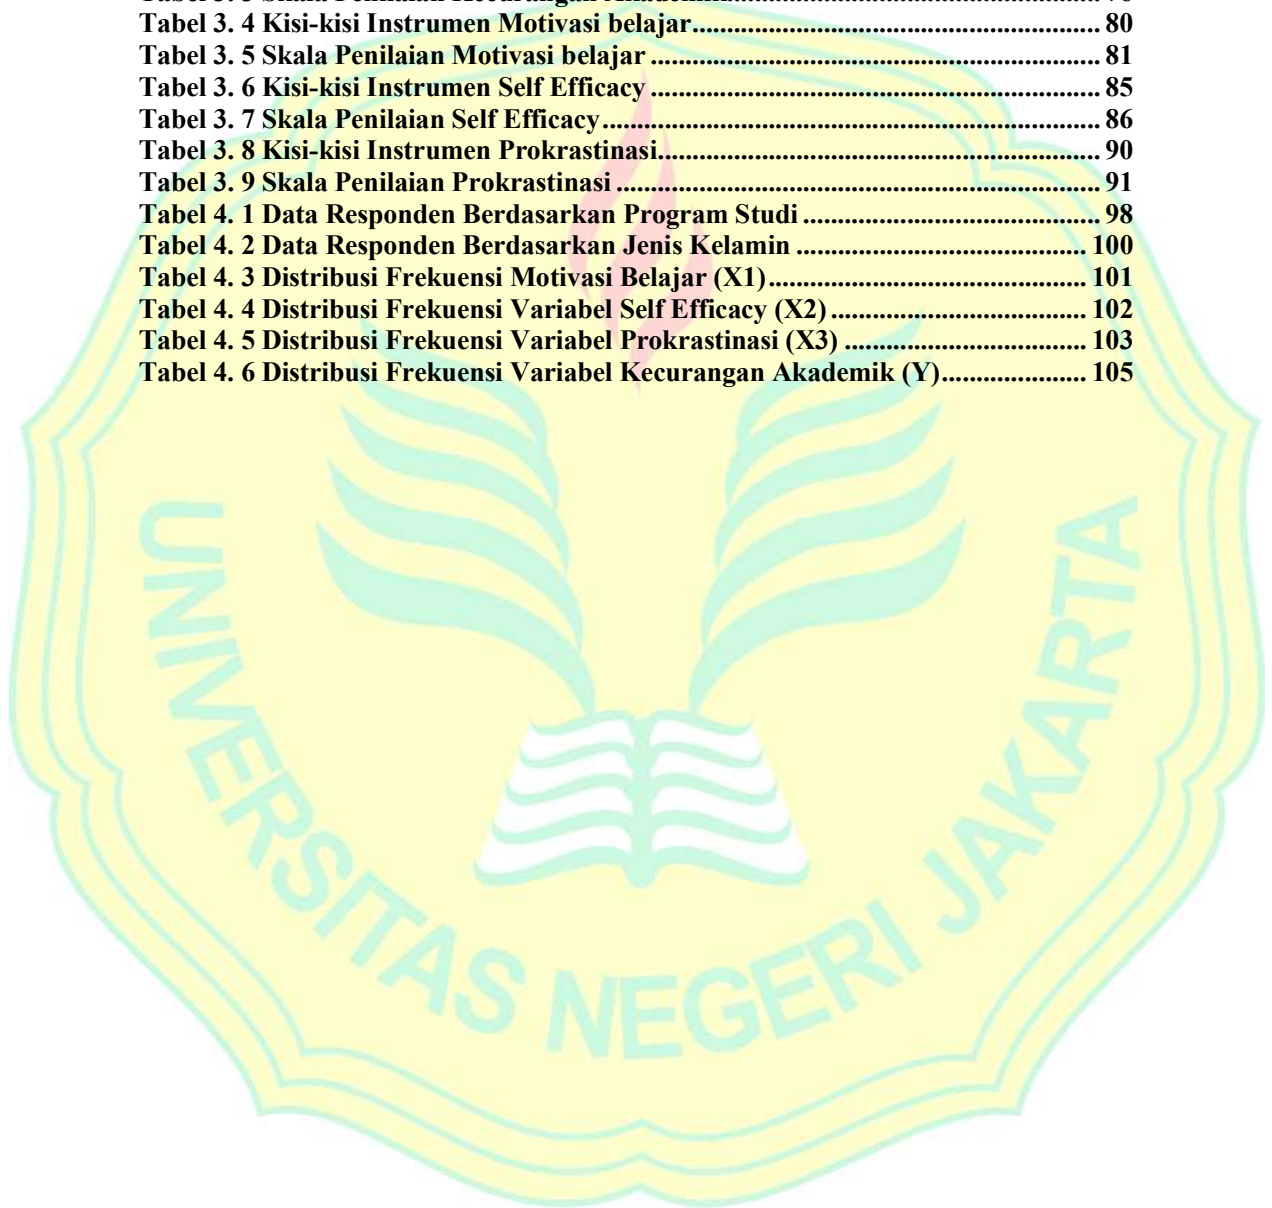 Tabel 3. 4 Kisi-kisi Instrumen Motivasi belajar........................................................ 80
Tabel 3. 5 Skala Penilaian Motivasi belajar .............................................................. 81
Tabel 3. 6 Kisi-kisi Instrumen Self Efficacy .............................................................. 85
Tabel 3. 7 Skala Penilaian Self Efficacy..................................................................... 86
Tabel 3. 8 Kisi-kisi Instrumen Prokrastinasi............................................................. 90
Tabel 3. 9 Skala Penilaian Prokrastinasi ................................................................... 91
Tabel 4. 1 Data Responden Berdasarkan Program Studi ......................................... 98
Tabel 4. 2 Data Responden Berdasarkan Jenis Kelamin ........................................ 100
Tabel 4. 3 Distribusi Frekuensi Motivasi Belajar (X1)............................................ 101
Tabel 4. 4 Distribusi Frekuensi Variabel Self Efficacy (X2) ................................... 102
Tabel 4. 5 Distribusi Frekuensi Variabel Prokrastinasi (X3) ................................. 103
Tabel 4. 6 Distribusi Frekuensi Variabel Kecurangan Akademik (Y).................... 105
UNIVERSITAS NEGERI JAKARTA